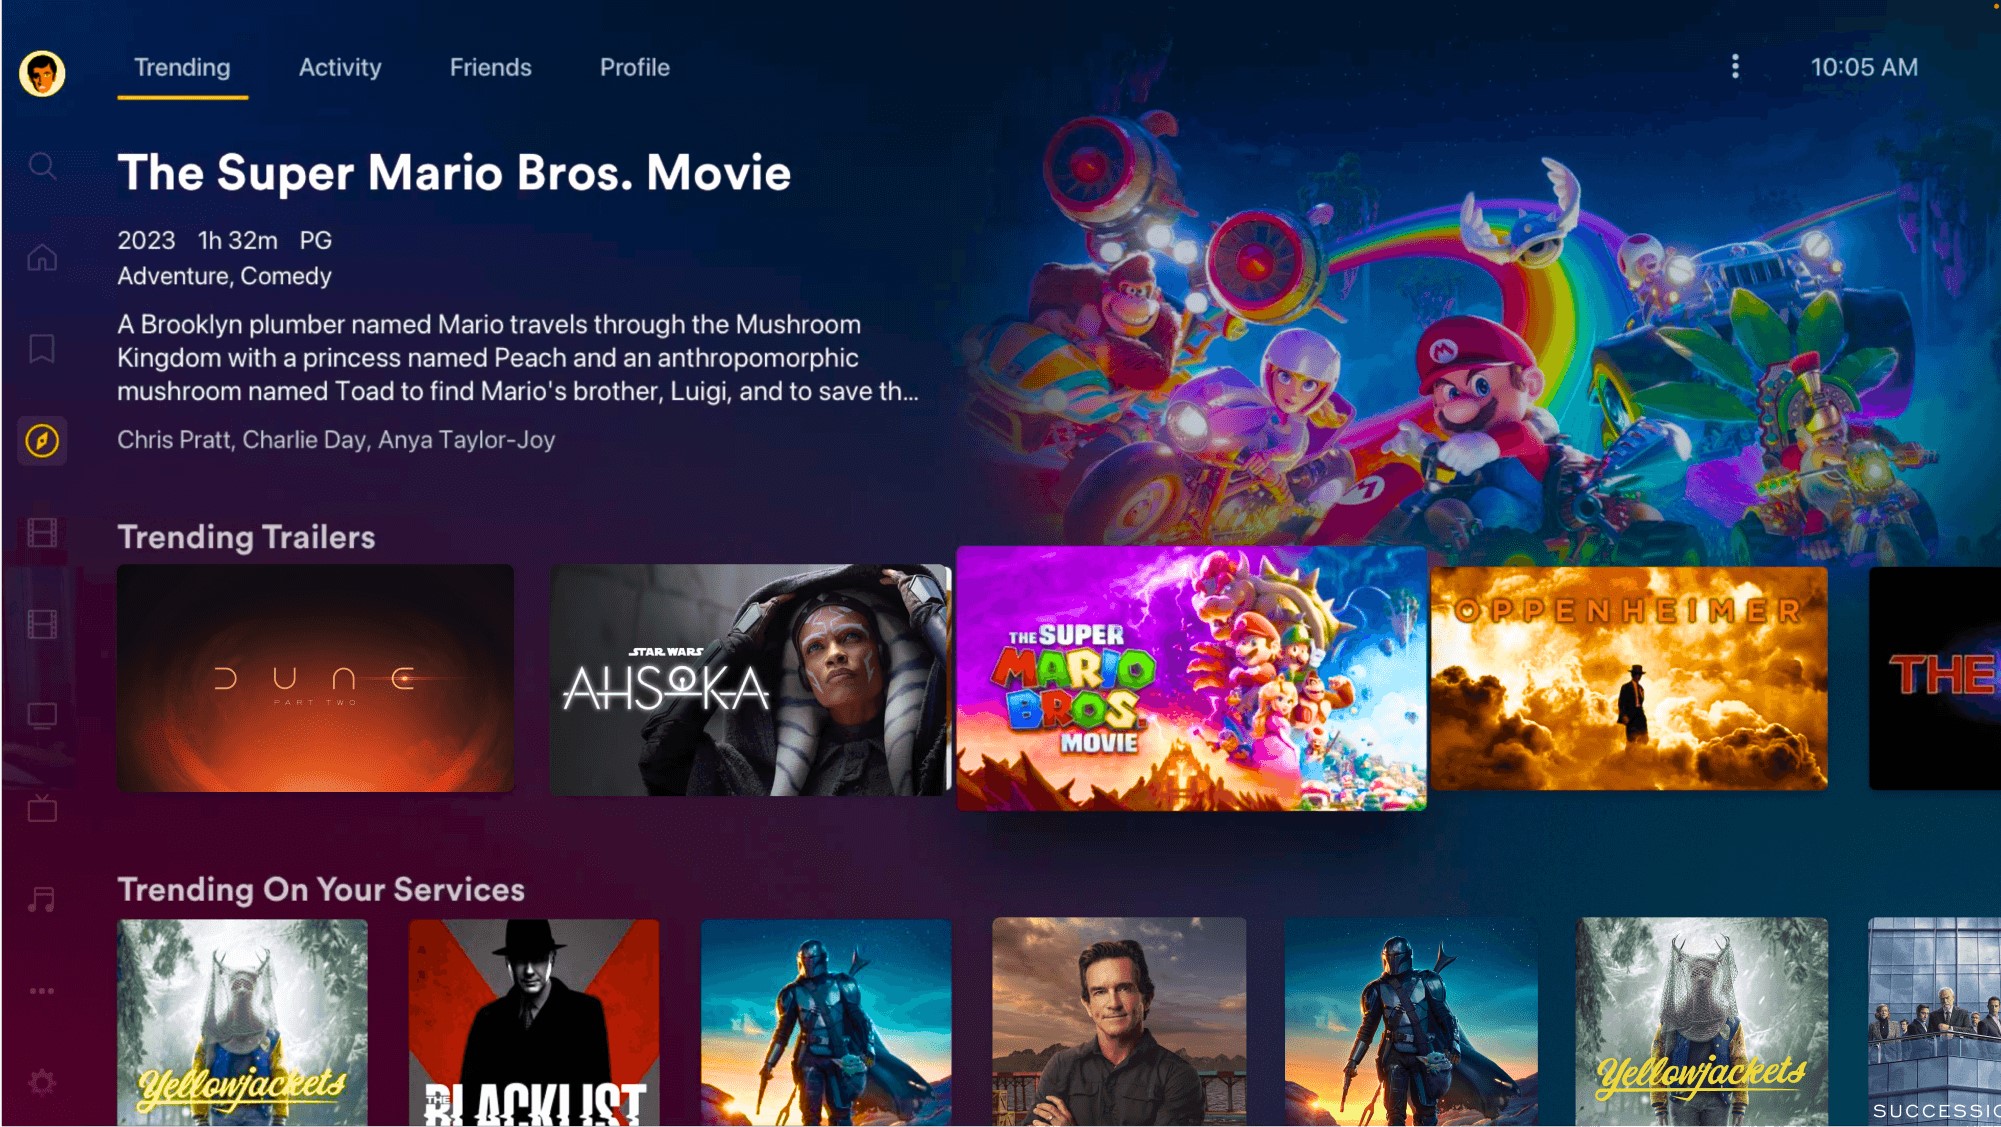 Trending Activity Friends Profile 10:05 AM
The Super Mario Bros. Movie
2023 1h 32m PG
Adventure, Comedy
A Brooklyn plumber named Mario travels through the Mushroom
Kingdom with a princess named Peach and an anthropomorphic
mushroom named Toad to find Mario's brother, Luigi, and to save th...
Chris Pratt, Charlie Day, Anya Taylor-Joy
Trending Trailers
DUNE
PART TWO
STAR WARS
AHSOKA
THE SUPER
MARIO
BROS.
MOVIE
OPPENHEIMER
THE
Trending On Your Services
Yellowjackets
THE
BLACKLIST
Yellowjackets
SUCCESSIO